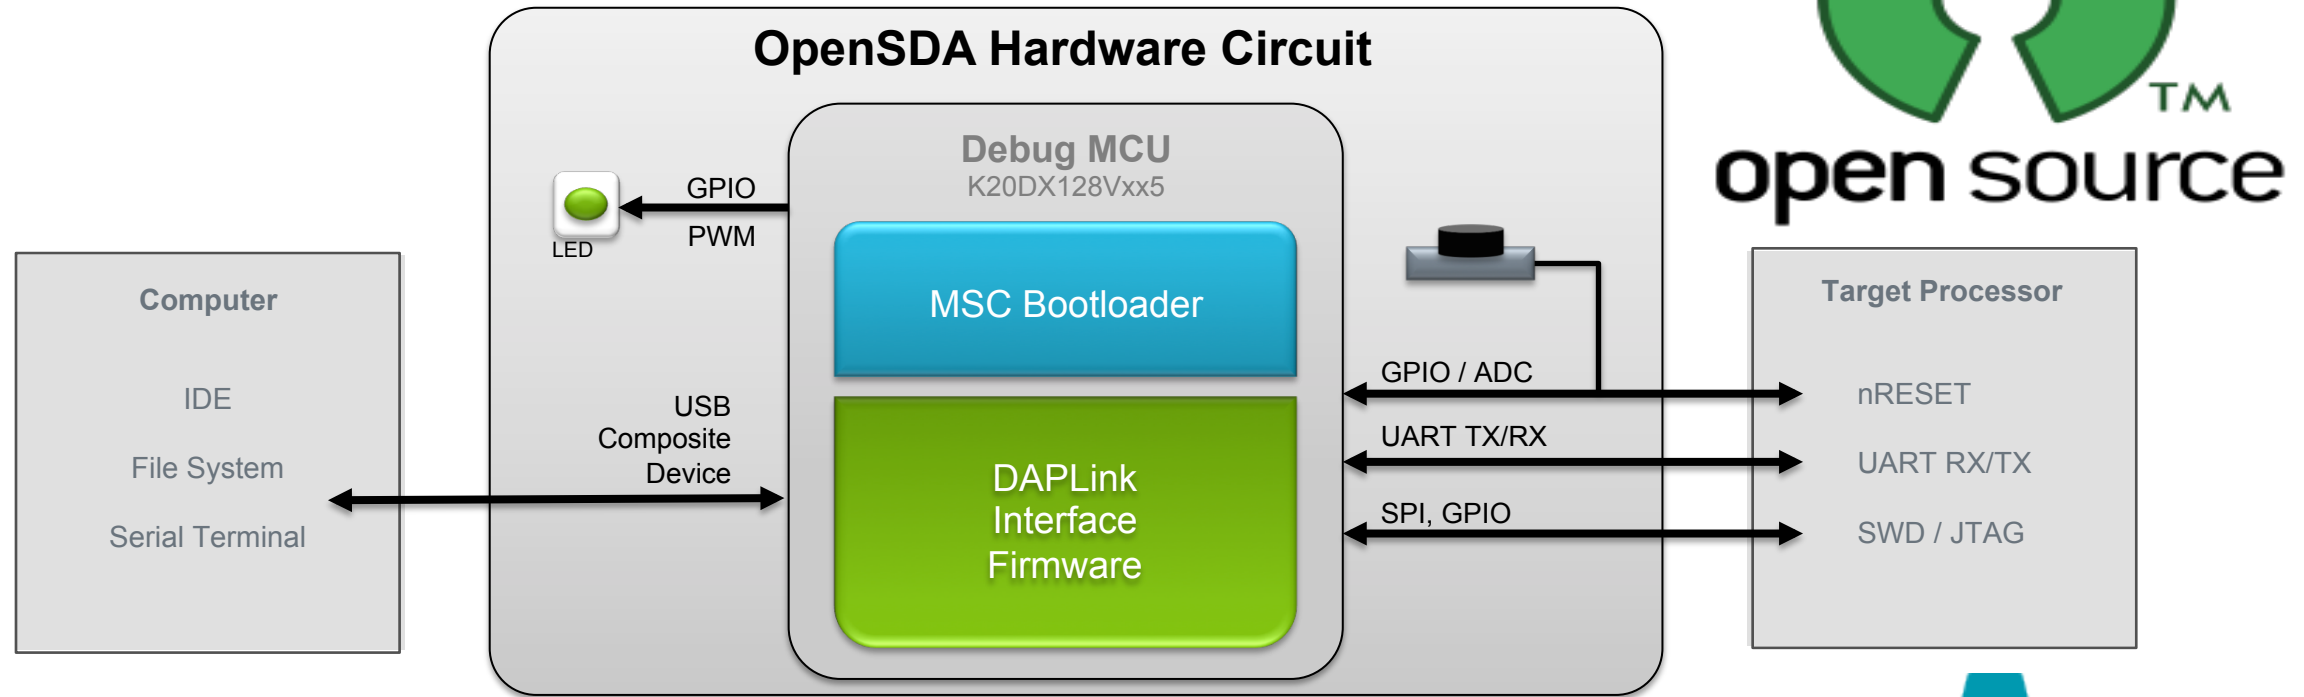 OpenSDA Hardware Circuit
TM
open source
Debug MCU
K20DX128Vxx5
GPIO
PWM
LED
MSC Bootloader
Computer
IDE
File System
Serial Terminal
USB
Composite
Device
DAPLink
Interface
Firmware
GPIO / ADC
UART TX/RX
SPI, GPIO
Target Processor
nRESET
UART RX/TX
SWD / JTAG